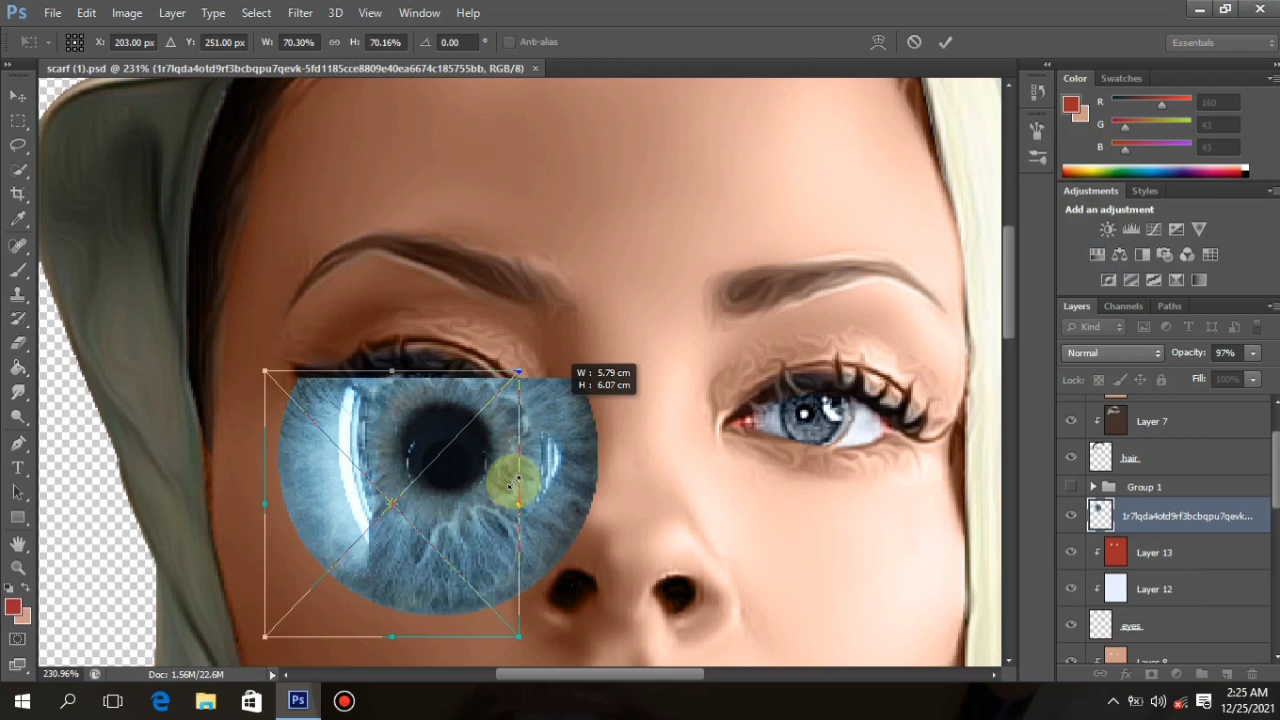 Ps File Edit Image Layer Type Select Filter 3D View Window Help
X: 203.00 px Y: 251.00 px W: 70.30% H: 70.16% 0.00 ° Anti-alias Essentials
scarf (1).psd @ 231% (1r7lqda4otd9rf3bcbqpu7qevk-5fd1185cce8809e40ea6674c185755bb, RGB/8) ×
Color Swatches
R 160
G 43
B 43
Adjustments Styles
Add an adjustment
Layers Channels Paths
Kind
Normal Opacity: 97%
Lock: Fill: 100%
Layer 7
hair
Group 1
1r7lqda4otd9rf3bcbqpu7qevk...
Layer 13
Layer 12
eyes
Layer 8
W : 5.79 cm
H : 6.07 cm
T
230.96% Doc: 1.56M/22.6M
Ps
2:25 AM
12/25/2021